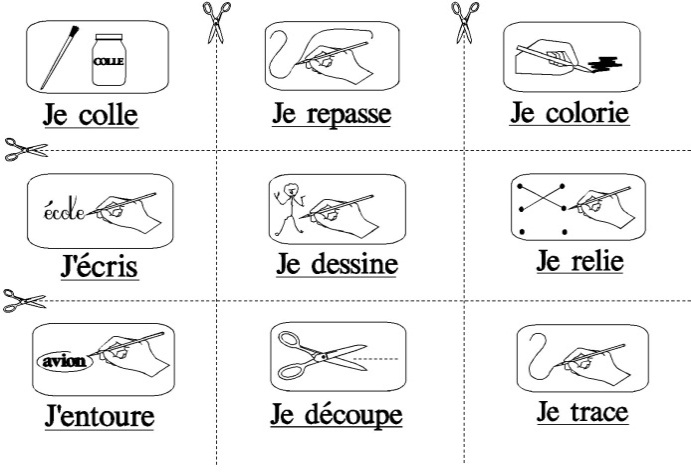 COLLE
Je colle
Je repasse
Je colorie
école
J'écris
Je dessine
Je relie
avion
J'entoure
Je découpe
Je trace